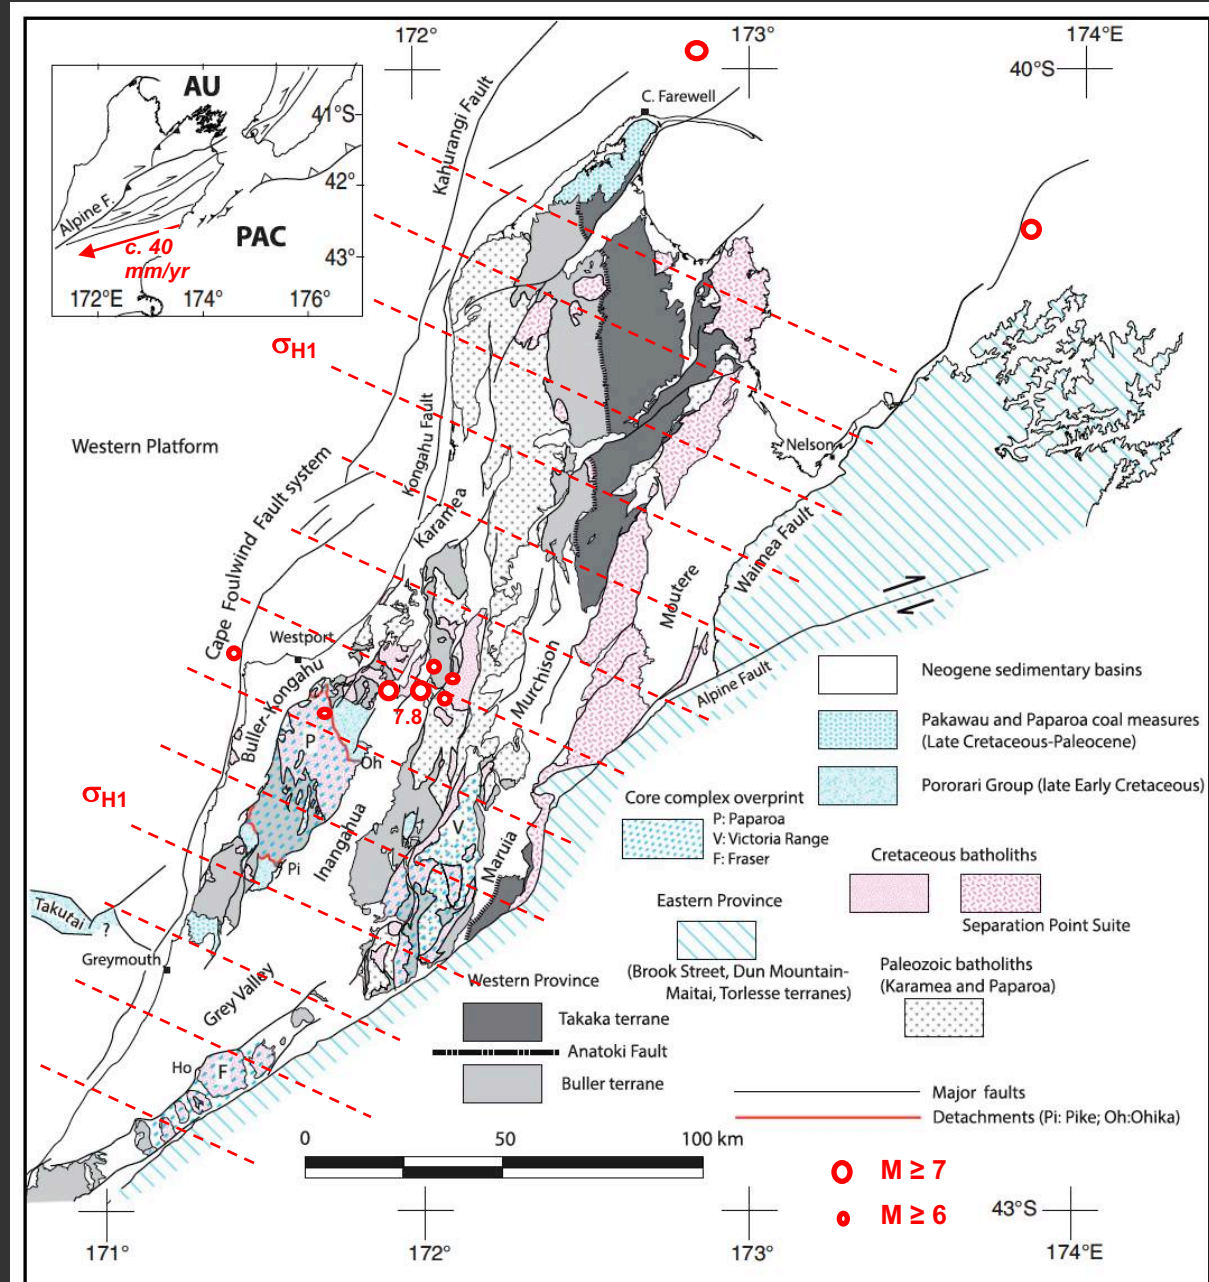 172°
173°
174°E
40°S
AU
41°S
42°
43°
Alpine F.
PAC
c. 40
mm/yr
172°E
174°
176°
C. Farewell
Kahurangi Fault
σH1
Western Platform
Kongahu Fault
Karamea
Cape Foulwind Fault system
Nelson
Waimea Fault
Moutere
Westport
Buller-Kongahu
Murchison
Alpine Fault
7.8
P
Oh
σH1
Inangahua
V
Maruia
Pi
Takutai
?
Greymouth
Grey Valley
Ho
F
Neogene sedimentary basins
Pakawau and Paparoa coal measures
(Late Cretaceous-Paleocene)
Pororari Group (late Early Cretaceous)
Core complex overprint
P: Paparoa
V: Victoria Range
F: Fraser
Cretaceous batholiths
Separation Point Suite
Eastern Province
(Brook Street, Dun Mountain-
Maitai, Torlesse terranes)
Paleozoic batholiths
(Karamea and Paparoa)
Western Province
Takaka terrane
Anatoki Fault
Buller terrane
Major faults
Detachments (Pi: Pike; Oh:Ohika)
0
50
100 km
M ≥ 7
M ≥ 6
43°S
171°
172°
173°
174°E